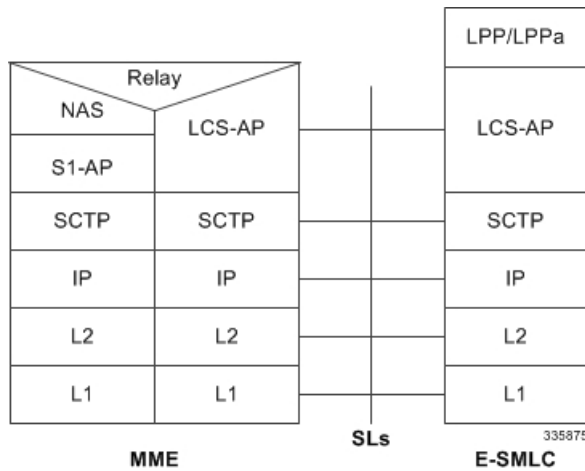 LPP/LPPa
Relay
NAS
LCS-AP
LCS-AP
S1-AP
SCTP
SCTP
SCTP
IP
IP
IP
L2
L2
L2
L1
L1
L1
335875
SLs
MME
E-SMLC